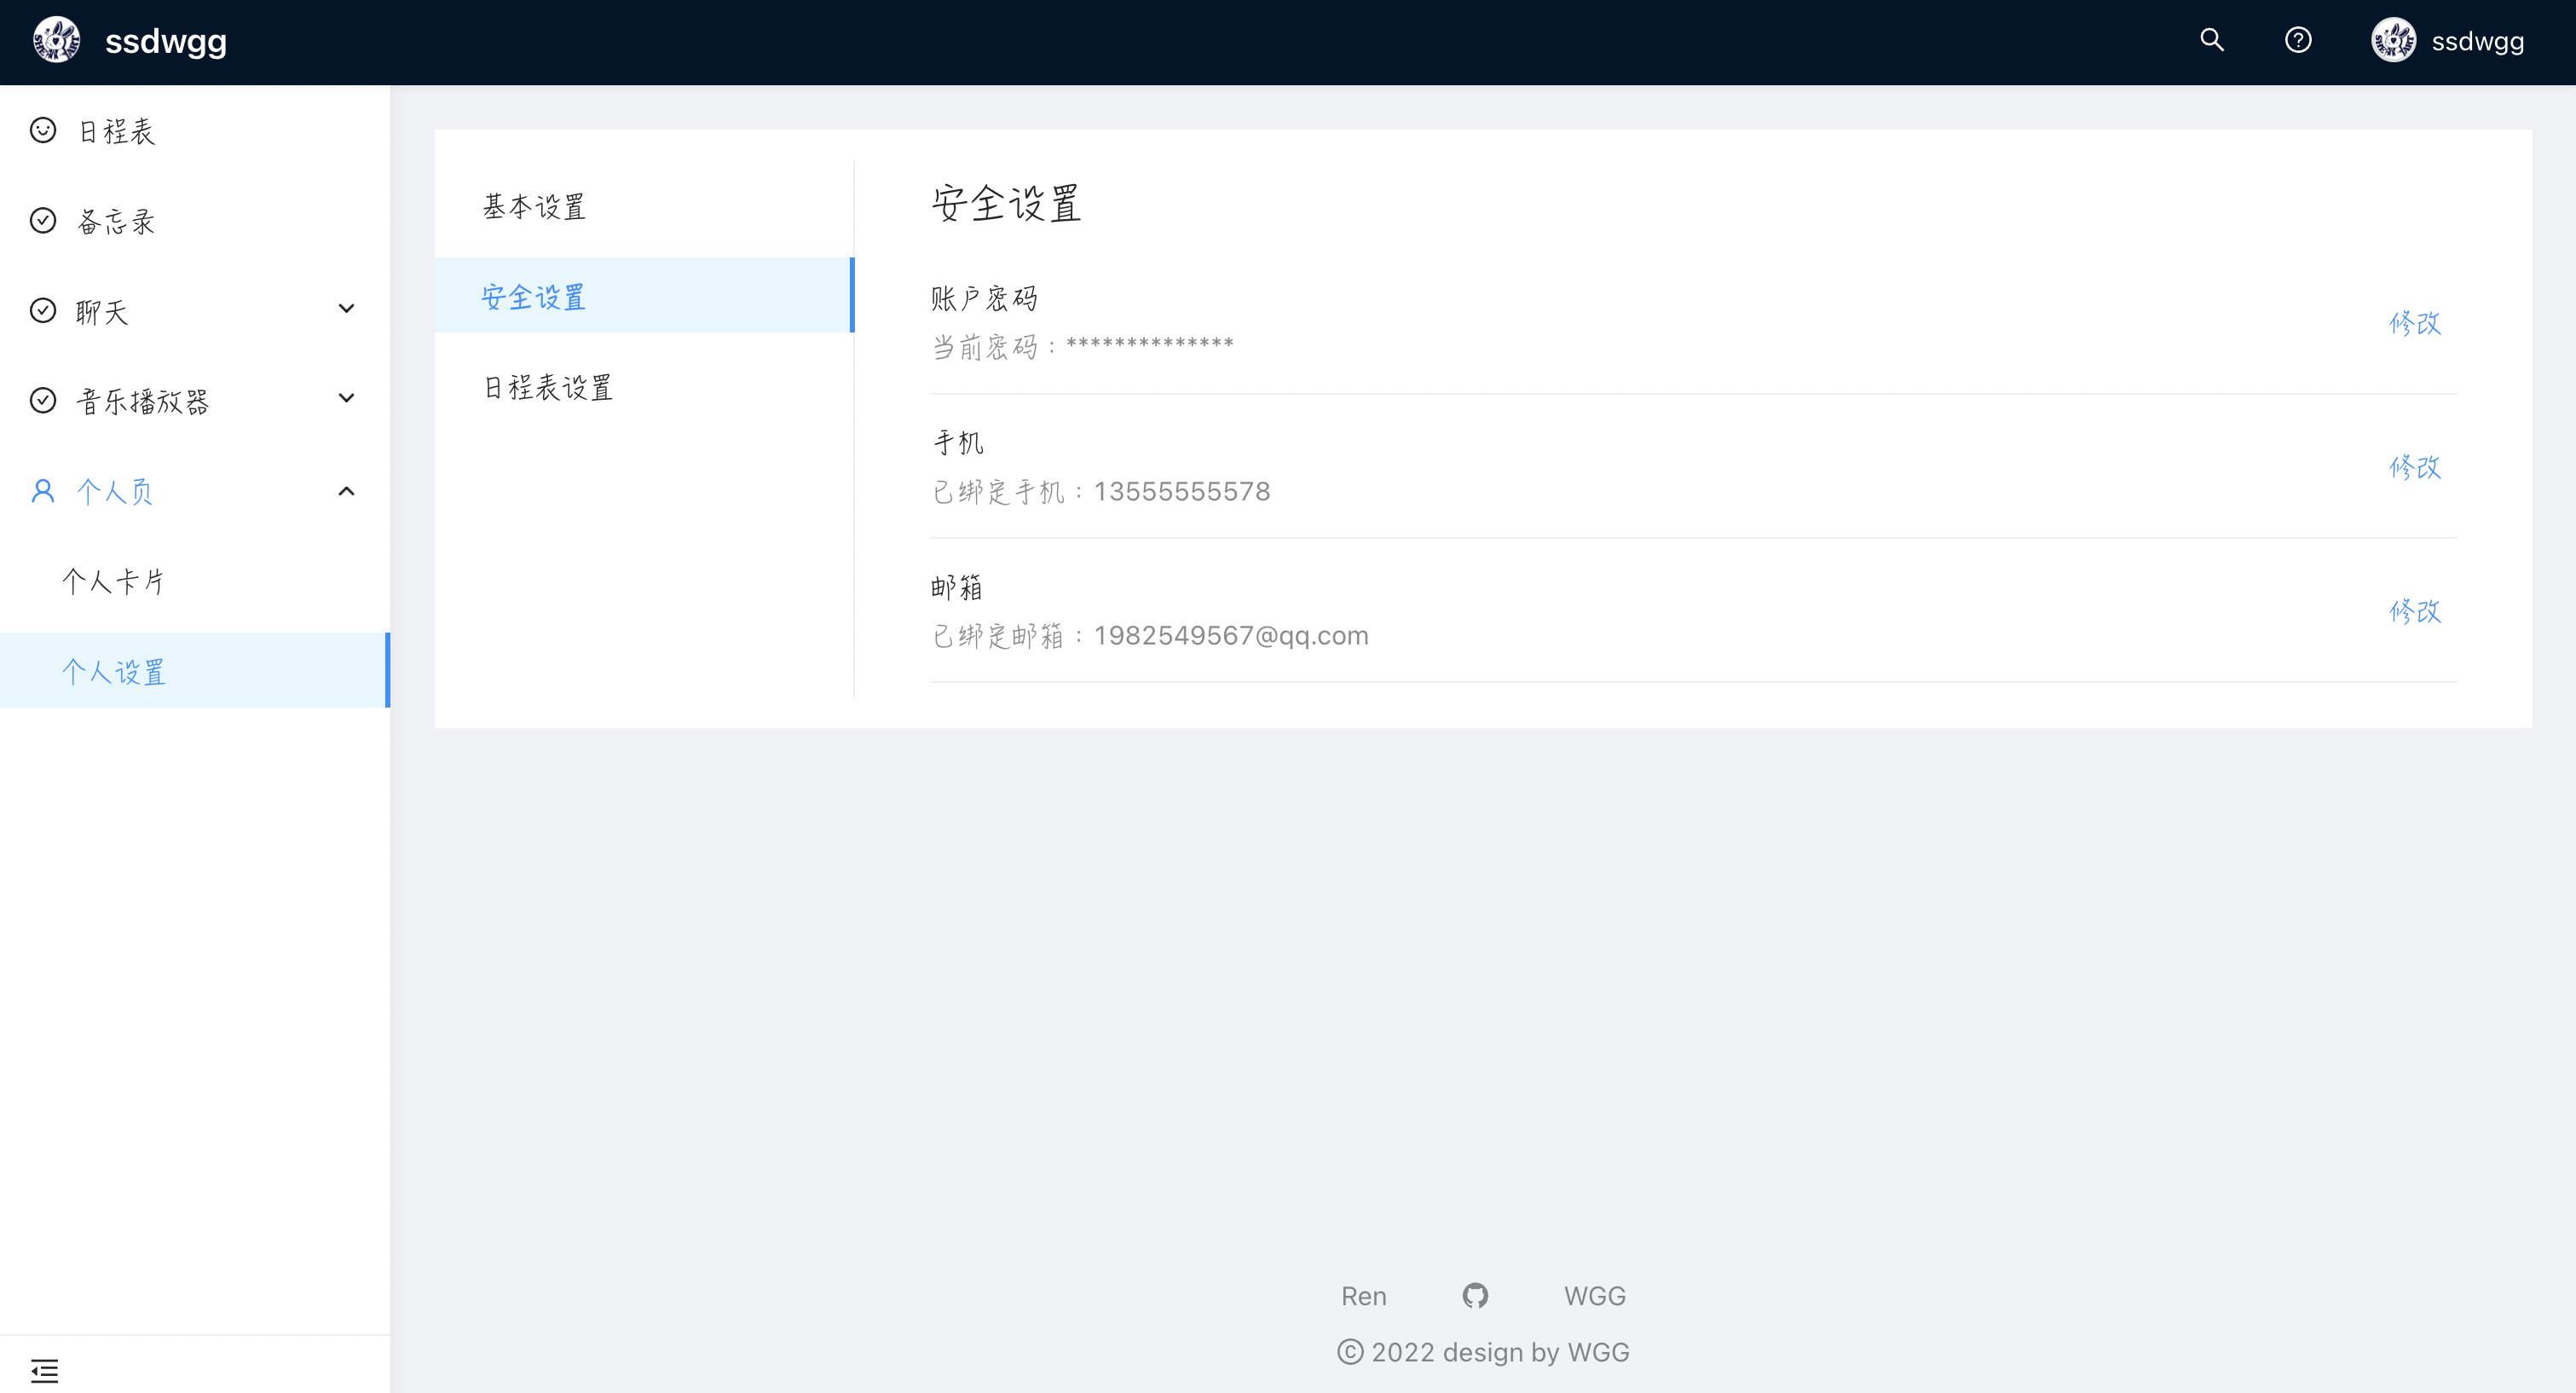 ssdwgg
ssdwgg
日程表
备忘录
聊天
音乐播放器
个人员
个人卡片
个人设置
基本设置
安全设置
日程表设置
安全设置
账户密码
当前密码：**************
修改
手机
已绑定手机：13555555578
修改
邮箱
已绑定邮箱：1982549567@qq.com
修改
Ren WGG
© 2022 design by WGG